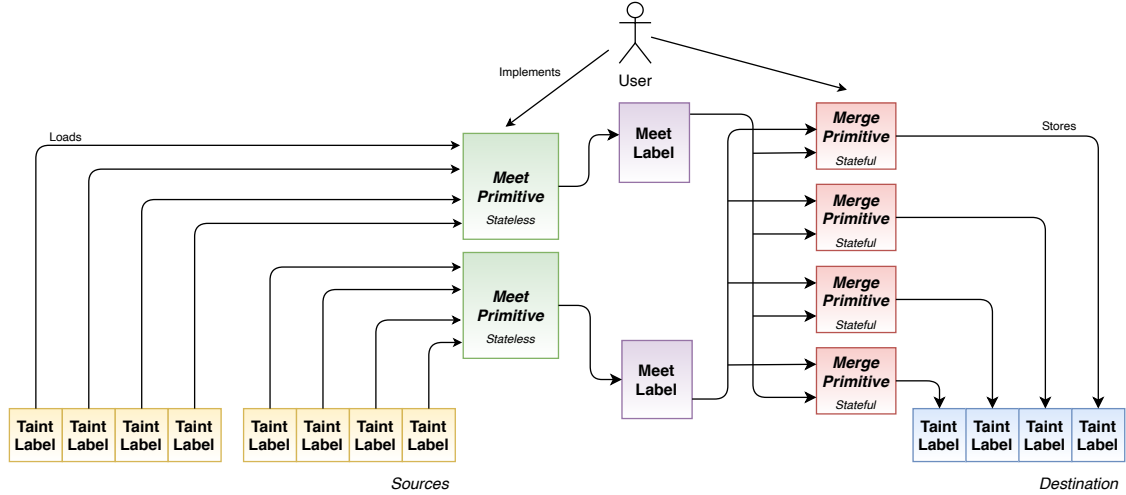 User
Implements
Loads
Meet
Primitive
Stateless
Meet
Label
Merge
Primitive
Stateful
Stores
Merge
Primitive
Stateful
Meet
Primitive
Stateless
Merge
Primitive
Stateful
Meet
Label
Merge
Primitive
Stateful
Taint
Label
Taint
Label
Taint
Label
Taint
Label
Taint
Label
Taint
Label
Taint
Label
Taint
Label
Taint
Label
Taint
Label
Taint
Label
Taint
Label
Sources
Destination